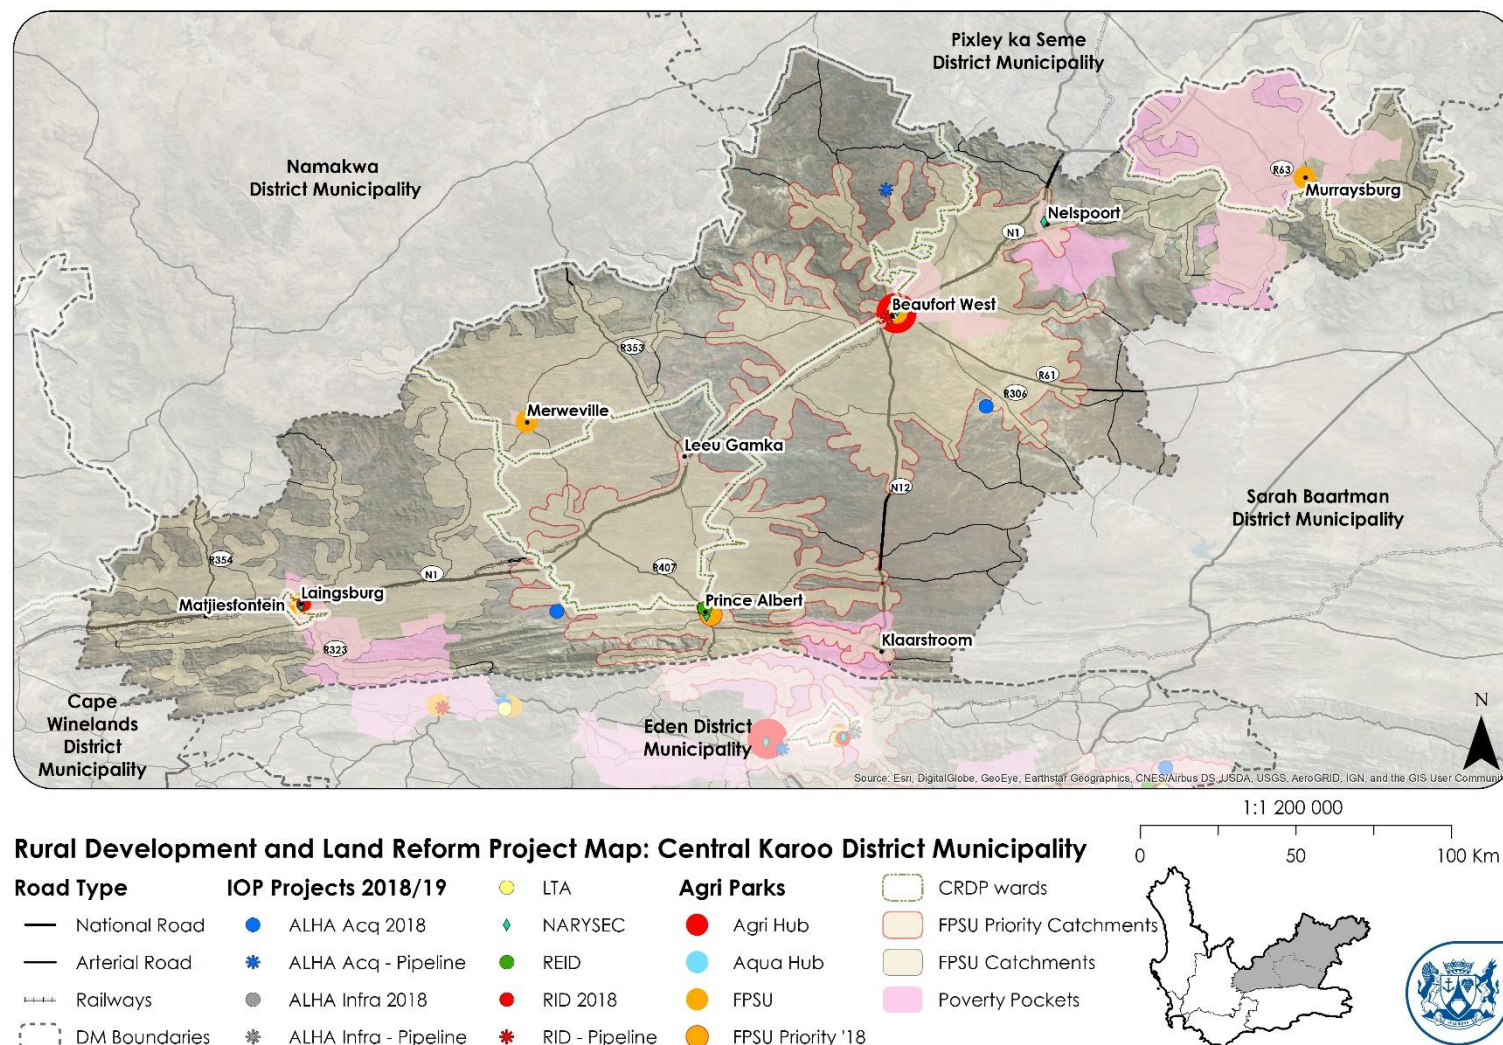 Pixley ka Seme
District Municipality
Namakwa
District Municipality
R63
Murraysburg
Nelspoort
N1
Beaufort West
R353
R61
R306
Merweville
Leeu Gamka
N12
Sarah Baartman
District Municipality
R354
N1
R407
Laingsburg
Matjiesfontein
Prince Albert
Klaarstroom
R323
Cape
Winelands
District
Municipality
Eden District
Municipality
N
Source: Esri, DigitalGlobe, GeoEye, Earthstar Geographics, CNES/Airbus DS, USDA, USGS, AeroGRID, IGN, and the GIS User Communi
1:1 200 000
0 50 100 Km
Rural Development and Land Reform Project Map: Central Karoo District Municipality
Road Type
National Road
Arterial Road
Railways
DM Boundaries
IOP Projects 2018/19
ALHA Acq 2018
ALHA Acq - Pipeline
ALHA Infra 2018
ALHA Infra - Pipeline
LTA
NARYSEC
REID
RID 2018
RID - Pipeline
Agri Parks
Agri Hub
Aqua Hub
FPSU
FPSU Priority '18
CRDP wards
FPSU Priority Catchments
FPSU Catchments
Poverty Pockets